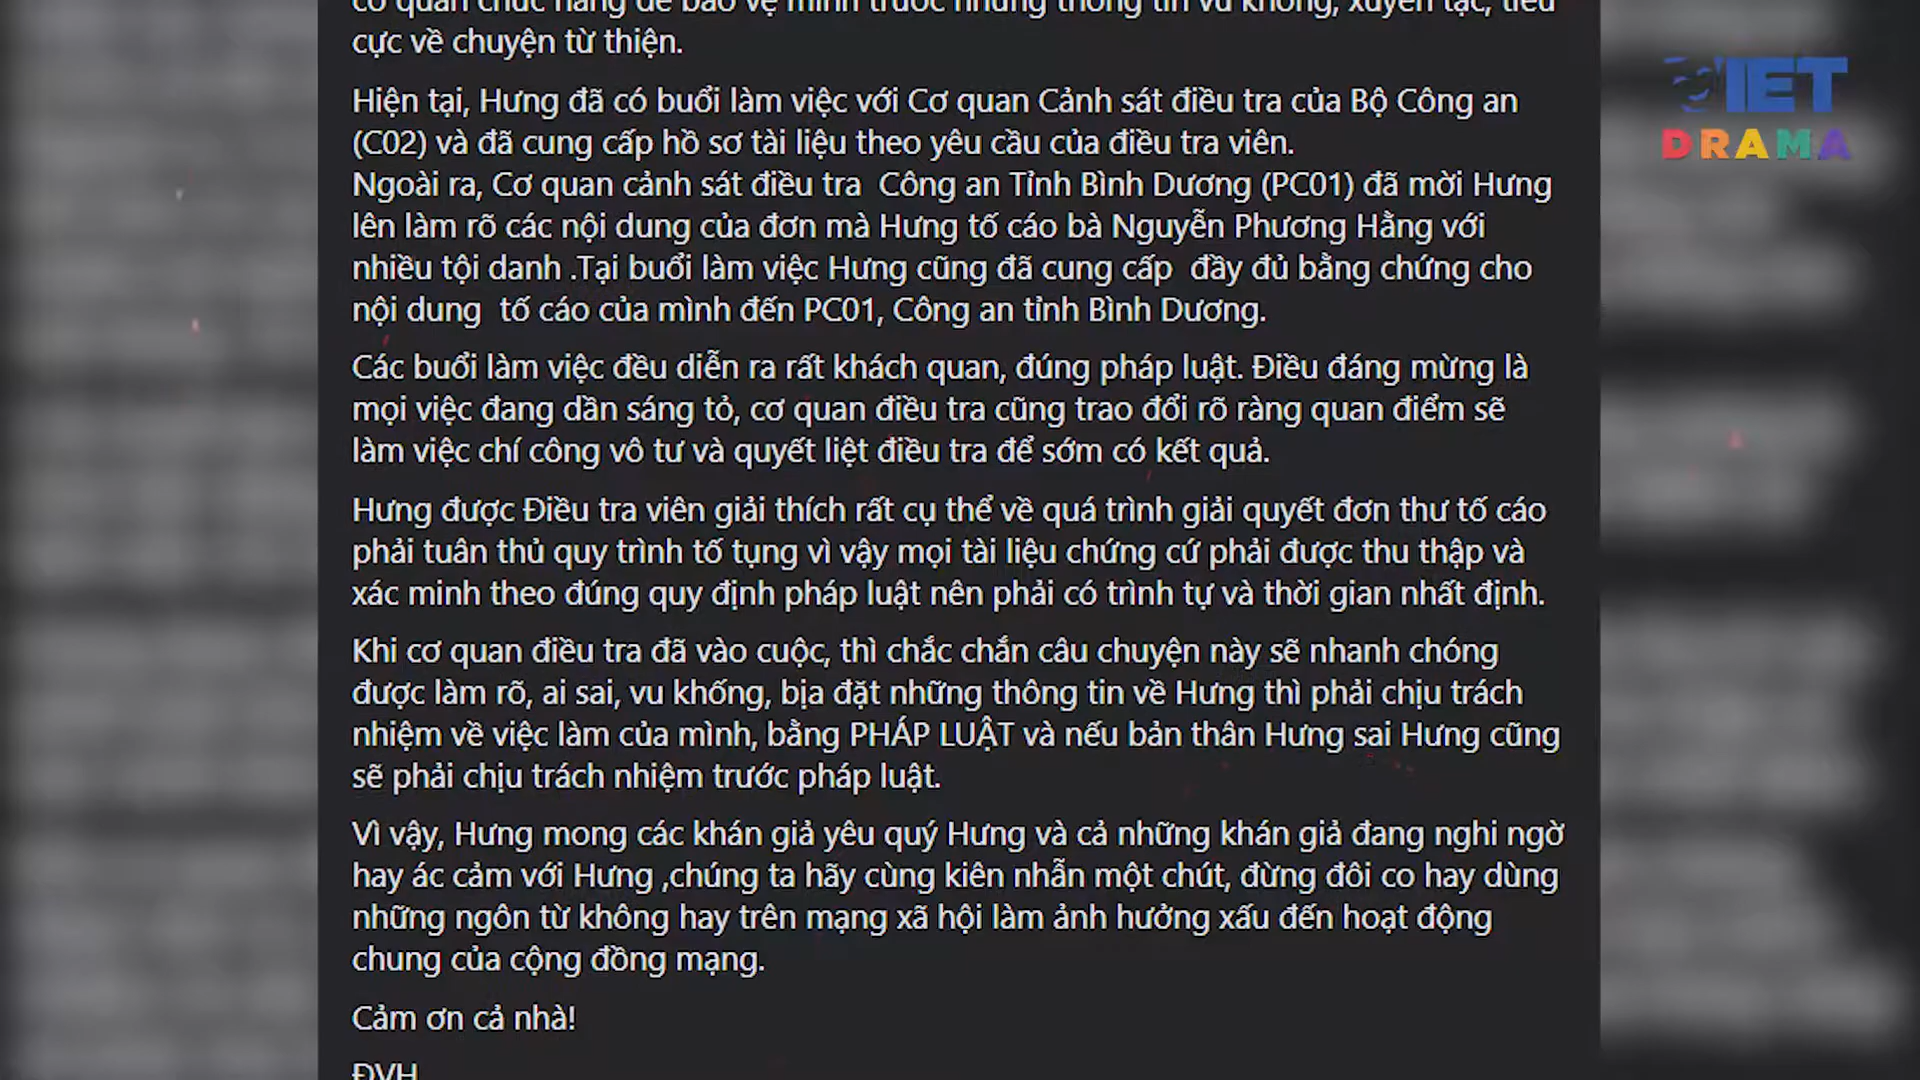 cơ quan chức năng để bảo vệ mình trước những thông tin vu khống, xuyên tạc, tiêu
cực về chuyện từ thiện.
Hiện tại, Hưng đã có buổi làm việc với Cơ quan Cảnh sát điều tra của Bộ Công an
(C02) và đã cung cấp hồ sơ tài liệu theo yêu cầu của điều tra viên.
Ngoài ra, Cơ quan cảnh sát điều tra  Công an Tỉnh Bình Dương (PC01) đã mời Hưng
lên làm rõ các nội dung của đơn mà Hưng tố cáo bà Nguyễn Phương Hằng với
nhiều tội danh .Tại buổi làm việc Hưng cũng đã cung cấp  đầy đủ bằng chứng cho
nội dung  tố cáo của mình đến PC01, Công an tỉnh Bình Dương.
Các buổi làm việc đều diễn ra rất khách quan, đúng pháp luật. Điều đáng mừng là
mọi việc đang dần sáng tỏ, cơ quan điều tra cũng trao đổi rõ ràng quan điểm sẽ
làm việc chí công vô tư và quyết liệt điều tra để sớm có kết quả.
Hưng được Điều tra viên giải thích rất cụ thể về quá trình giải quyết đơn thư tố cáo
phải tuân thủ quy trình tố tụng vì vậy mọi tài liệu chứng cứ phải được thu thập và
xác minh theo đúng quy định pháp luật nên phải có trình tự và thời gian nhất định.
Khi cơ quan điều tra đã vào cuộc, thì chắc chắn câu chuyện này sẽ nhanh chóng
được làm rõ, ai sai, vu khống, bịa đặt những thông tin về Hưng thì phải chịu trách
nhiệm về việc làm của mình, bằng PHÁP LUẬT và nếu bản thân Hưng sai Hưng cũng
sẽ phải chịu trách nhiệm trước pháp luật.
Vì vậy, Hưng mong các khán giả yêu quý Hưng và cả những khán giả đang nghi ngờ
hay ác cảm với Hưng ,chúng ta hãy cùng kiên nhẫn một chút, đừng đôi co hay dùng
những ngôn từ không hay trên mạng xã hội làm ảnh hưởng xấu đến hoạt động
chung của cộng đồng mạng.
Cảm ơn cả nhà!
ĐVH
VIET
DRAMA